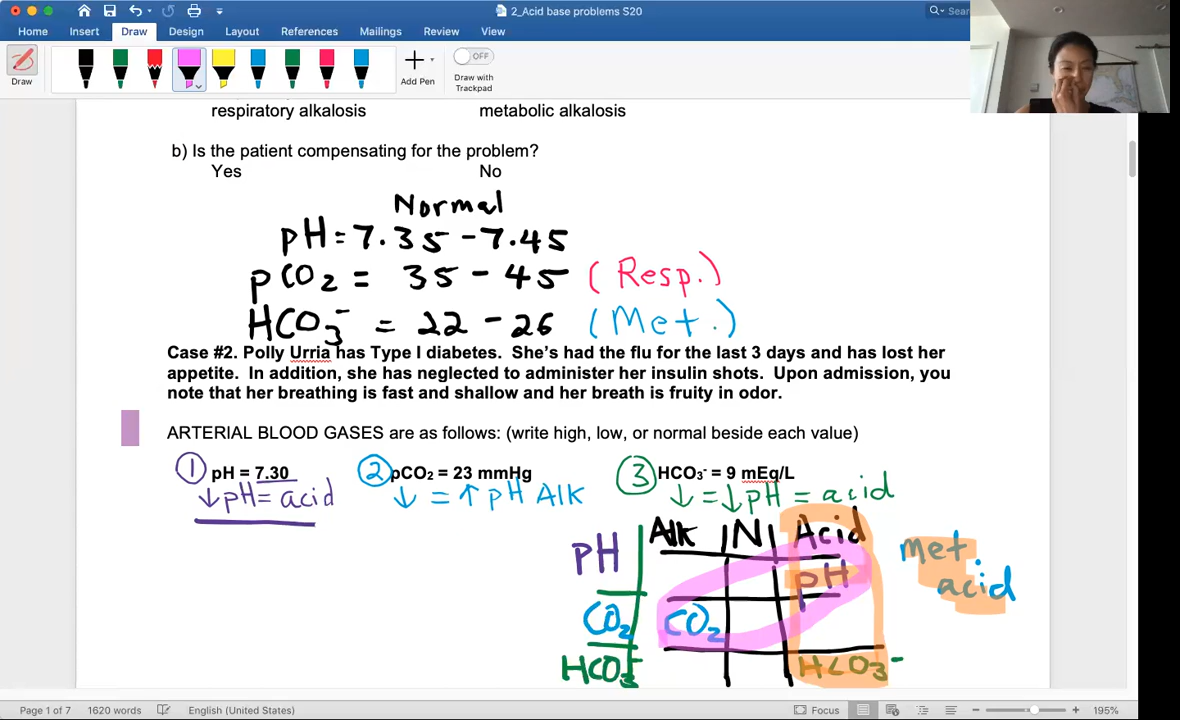 2_Acid base problems S20
Sear
Home Insert Draw Design Layout References Mailings Review View
Draw
Add Pen
OFF
Draw with
Trackpad
respiratory alkalosis metabolic alkalosis
b) Is the patient compensating for the problem?
Yes No
Normal
pH = 7.35 - 7.45
pCO2 = 35 - 45 (Resp.)
HCO3- = 22 - 26 (Met.)
Case #2. Polly Urria has Type I diabetes. She's had the flu for the last 3 days and has lost her
appetite. In addition, she has neglected to administer her insulin shots. Upon admission, you
note that her breathing is fast and shallow and her breath is fruity in odor.
ARTERIAL BLOOD GASES are as follows: (write high, low, or normal beside each value)
① pH = 7.30 ② pCO2 = 23 mmHg ③ HCO3- = 9 mEq/L
↓pH = acid ↓ = ↑ pH Alk ↓ = ↓pH = acid
Alk N Acid
pH pH
met
acid
CO2 CO2
HCO3- HCO3-
Page 1 of 7 1620 words English (United States) Focus 195%